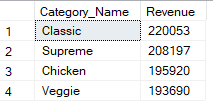 Category_Name Revenue
1 Classic 220053
2 Supreme 208197
3 Chicken 195920
4 Veggie 193690